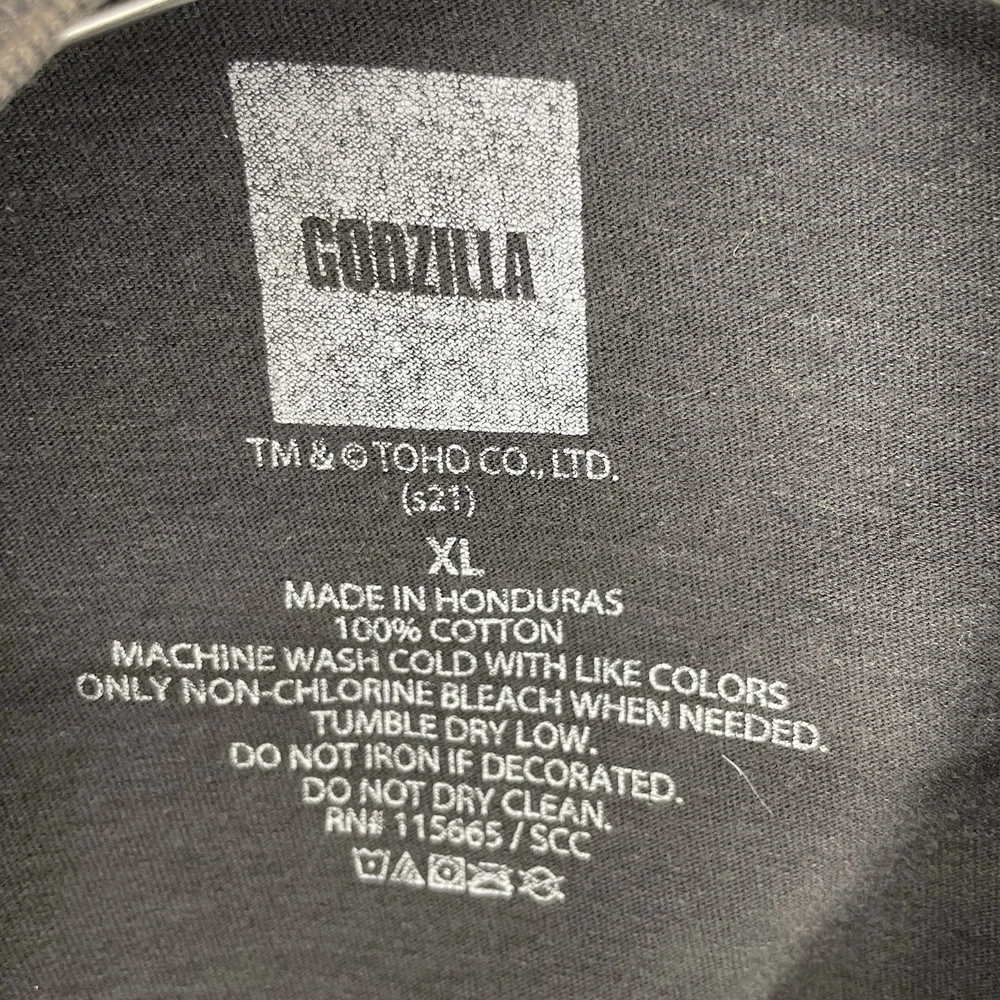 GODZILLA
TM & © TOHO CO., LTD.
(s21)
XL
MADE IN HONDURAS
100% COTTON
MACHINE WASH COLD WITH LIKE COLORS
ONLY NON-CHLORINE BLEACH WHEN NEEDED.
TUMBLE DRY LOW.
DO NOT IRON IF DECORATED.
DO NOT DRY CLEAN.
RN# 115665 / SCC